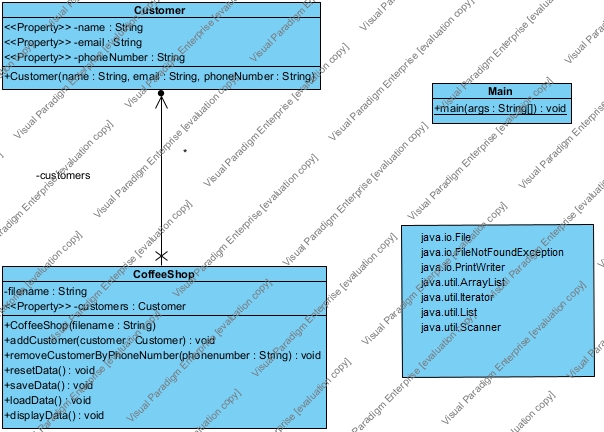 Customer
<<Property>> -name : String
<<Property>> -email : String
<<Property>> -phoneNumber : String
+Customer(name : String, email : String, phoneNumber : String)
Main
+main(args : String[]) : void
*
-customers
CoffeeShop
-filename : String
<<Property>> -customers : Customer
+CoffeeShop(filename : String)
+addCustomer(customer : Customer) : void
+removeCustomerByPhoneNumber(phonenumber : String) : void
+resetData() : void
+saveData() : void
+loadData() : void
+displayData() : void
java.io.File
java.io.FileNotFoundException
java.io.PrintWriter
java.util.ArrayList
java.util.Iterator
java.util.List
java.util.Scanner
Visual Paradigm Enterprise [evaluation copy]